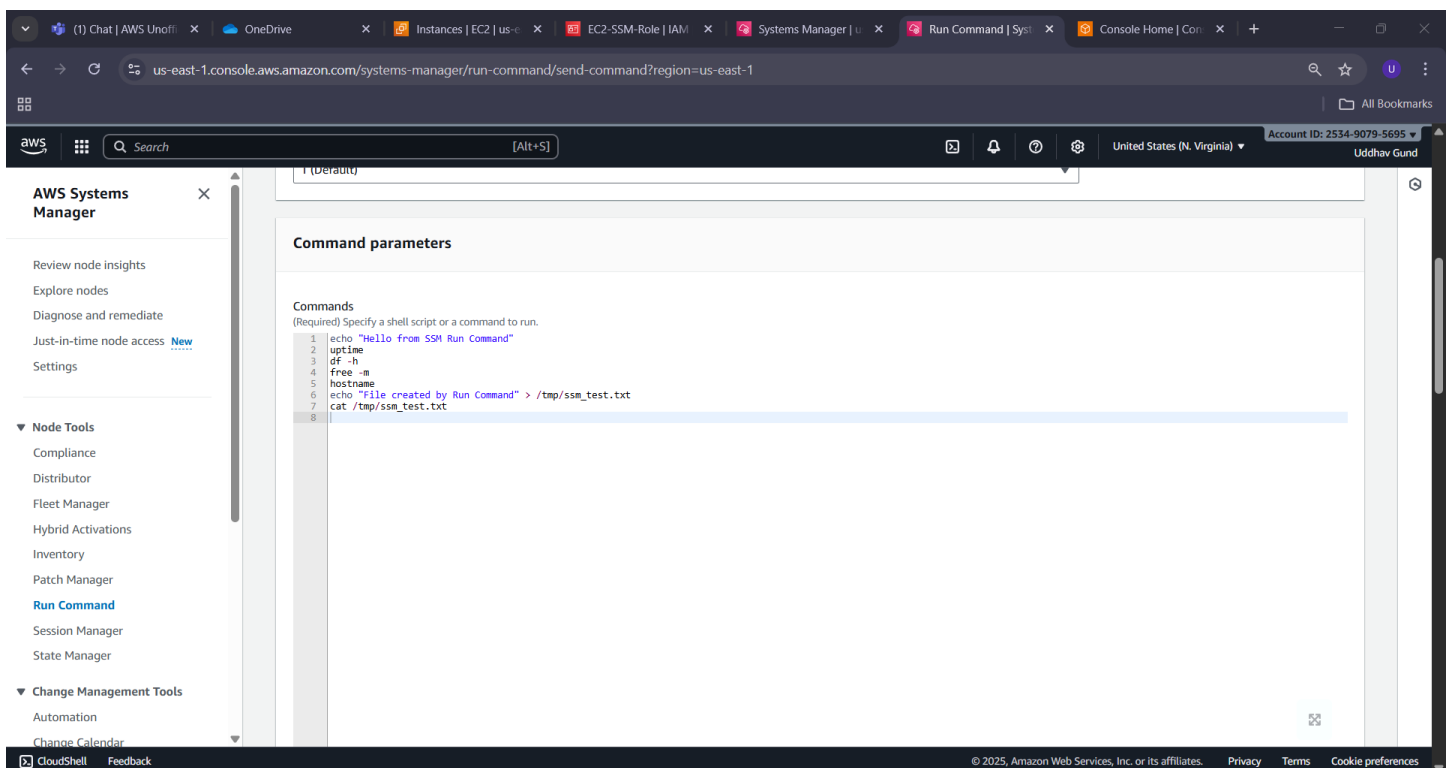 (1) Chat | AWS Unoffi
OneDrive
Instances | EC2 | us-e
EC2-SSM-Role | IAM
Systems Manager | u
Run Command | Syst
Console Home | Con
us-east-1.console.aws.amazon.com/systems-manager/run-command/send-command?region=us-east-1
U
All Bookmarks
aws
Search
[Alt+S]
United States (N. Virginia)
Account ID: 2534-9079-5695
Uddhav Gund
AWS Systems
Manager
Review node insights
Explore nodes
Diagnose and remediate
Just-in-time node access New
Settings
Node Tools
Compliance
Distributor
Fleet Manager
Hybrid Activations
Inventory
Patch Manager
Run Command
Session Manager
State Manager
Change Management Tools
Automation
Change Calendar
1 (Default)
Command parameters
Commands
(Required) Specify a shell script or a command to run.
1 echo "Hello from SSM Run Command"
2 uptime
3 df -h
4 free -m
5 hostname
6 echo "File created by Run Command" > /tmp/ssm_test.txt
7 cat /tmp/ssm_test.txt
8
CloudShell Feedback
© 2025, Amazon Web Services, Inc. or its affiliates. Privacy Terms Cookie preferences